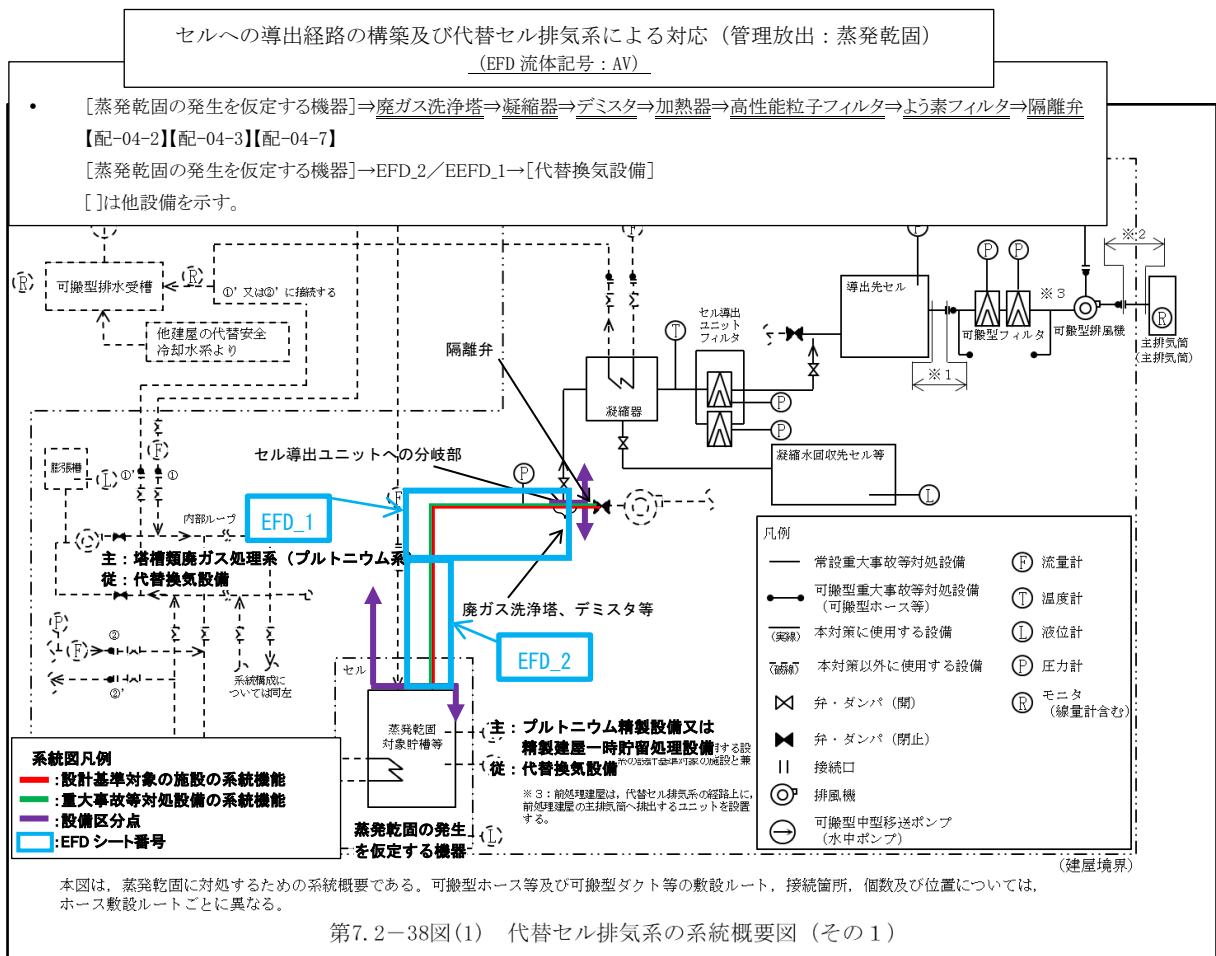 セルへの導出経路の構築及び代替セル排気系による対応（管理放出：蒸発乾固）
（EFD 流体記号：AV）
• [蒸発乾固の発生を仮定する機器]→廃ガス洗浄塔→凝縮器→デミスタ→加熱器→高性能粒子フィルタ→よう素フィルタ→隔離弁
【配-04-2】【配-04-3】【配-04-7】
[蒸発乾固の発生を仮定する機器]→EFD_2／EEFD_1→[代替換気設備]
[ ]は他設備を示す。
F
P
※2
R
可搬型排水受槽
R
①’又は②’に接続する
他建屋の代替安全
冷却水系より
隔離弁
T
セル導出
ユニット
フィルタ
凝縮器
P
P
導出先セル
※1
P
P
※3
可搬型フィルタ
可搬型排風機
R
主排気筒
(主排気筒)
セル導出ユニットへの分岐部
凝縮水回収先セル等
L
膨張槽
L
①’
①
F
内部ループ
P
F
EFD_1
主：塔槽類廃ガス処理系（プルトニウム系）
従：代替換気設備
廃ガス洗浄塔、デミスタ等
EFD_2
P
F
②
②’
系統構成に
ついては同左
セル
蒸発乾固
対象貯槽等
主：プルトニウム精製設備又は
精製建屋一時貯留処理設備
従：代替換気設備
※3：前処理建屋は，代替セル排気系の経路上に，
前処理建屋の主排気筒へ排出するユニットを設置
する。
蒸発乾固の発生
を仮定する機器
L
凡例
常設重大事故等対処設備
可搬型重大事故等対処設備
（可搬型ホース等）
(実線) 本対策に使用する設備
(破線) 本対策以外に使用する設備
弁・ダンパ（開）
弁・ダンパ（閉止）
接続口
排風機
可搬型中型移送ポンプ
（水中ポンプ）
F 流量計
T 温度計
L 液位計
P 圧力計
R モニタ
（線量計含む）
(建屋境界)
系統図凡例
：設計基準対象の施設の系統機能
：重大事故等対処設備の系統機能
：設備区分点
：EFD シート番号
本図は，蒸発乾固に対処するための系統概要である。可搬型ホース等及び可搬型ダクト等の敷設ルート，接続箇所，個数及び位置については，
ホース敷設ルートごとに異なる。
第7.2－38図(1) 代替セル排気系の系統概要図（その１）